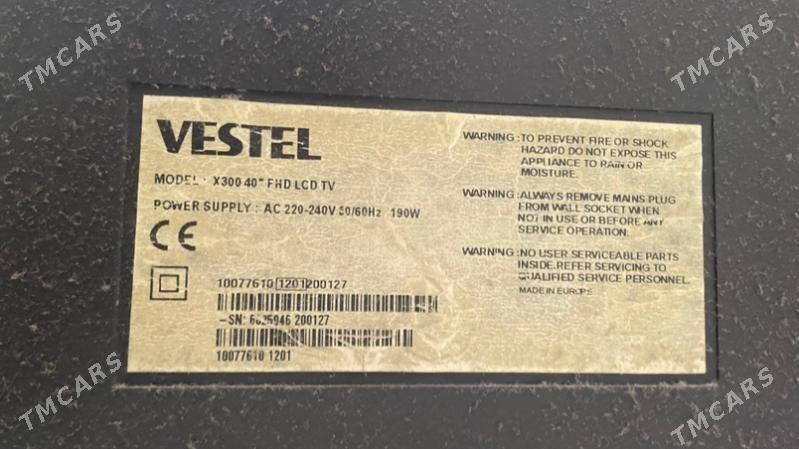 VESTEL
MODEL : X300 40" FHD LCD TV
POWER SUPPLY : AC 220-240V 50/60Hz 190W
CE
10077610 1201 200127
SN: 6625946 200127
10077610 1201
WARNING :TO PREVENT FIRE OR SHOCK
HAZARD DO NOT EXPOSE THIS
APPLIANCE TO RAIN OR
MOISTURE.
WARNING :ALWAYS REMOVE MAINS PLUG
FROM WALL SOCKET WHEN
NOT IN USE OR BEFORE ANY
SERVICE OPERATION.
WARNING :NO USER SERVICEABLE PARTS
INSIDE.REFER SERVICING TO
QUALIFIED SERVICE PERSONNEL.
MADE IN EUROPE
TMCARS
TMCARS
TMCARS
TMCARS